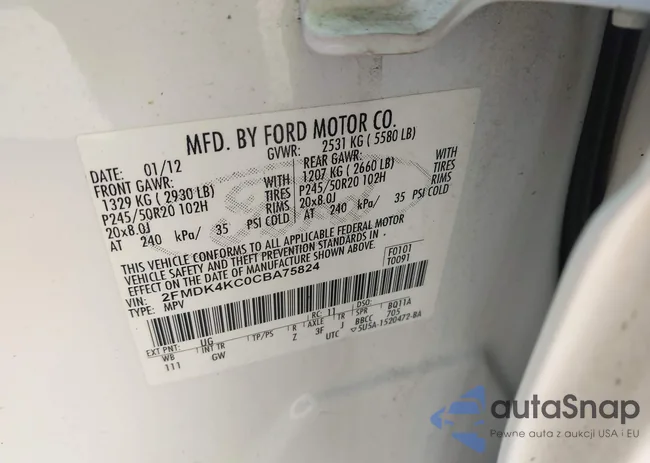 MFD. BY FORD MOTOR CO.
DATE: 01/12 GVWR: 2531 KG ( 5580 LB)
FRONT GAWR: REAR GAWR:
1329 KG ( 2930 LB) WITH 1207 KG ( 2660 LB) WITH
P245/50R20 102H TIRES P245/50R20 102H TIRES
20x8.0J RIMS 20x8.0J RIMS
AT 240 kPa/ 35 PSI COLD AT 240 kPa/ 35 PSI COLD
THIS VEHICLE CONFORMS TO ALL APPLICABLE FEDERAL MOTOR
VEHICLE SAFETY AND THEFT PREVENTION STANDARDS IN
EFFECT ON THE DATE OF MANUFACTURE SHOWN ABOVE.
F0101
T0091
VIN: 2FMDK4KC0CBA75824
TYPE: MPV
EXT PNT: UG RC: 11 DSO: BQ11A
WB INT TR TP/PS R AXLE TR SPR
111 GW Z 3F J BBCC 705
UTC 5U5A-1520472-BA
autaSnap
Pewne auta z aukcji USA i EU